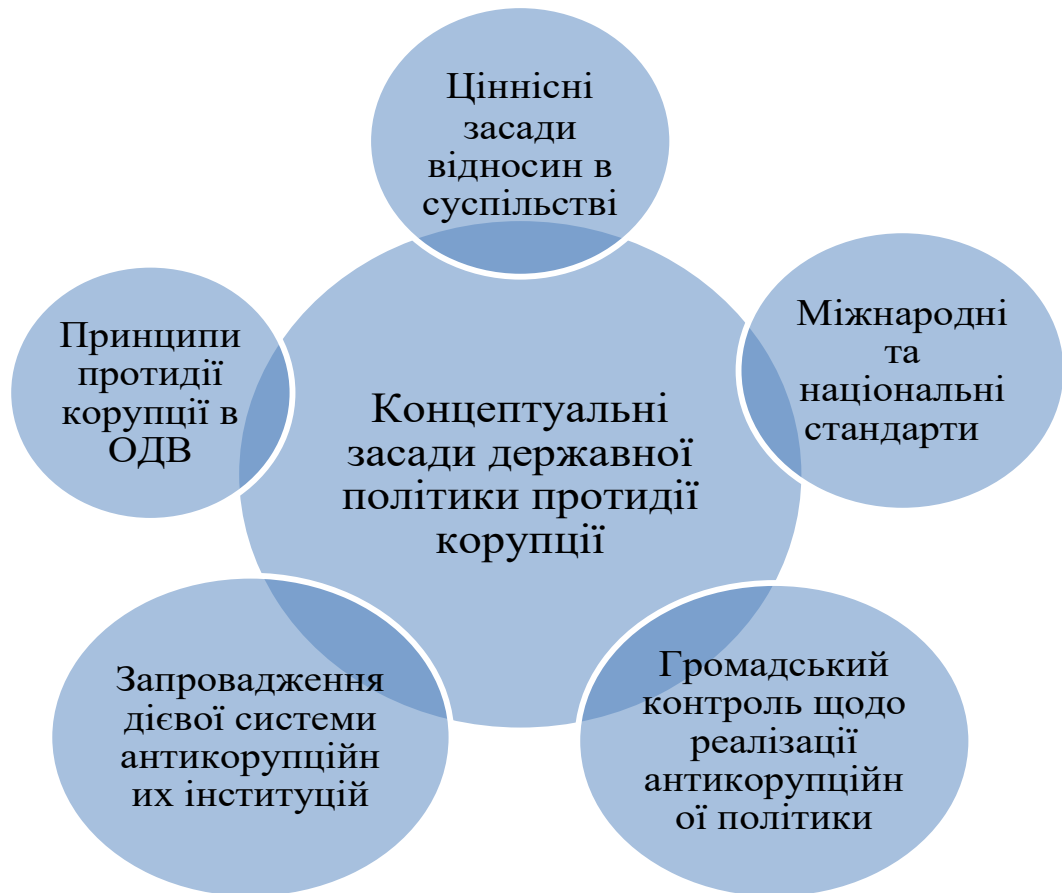 Ціннісні
засади
відносин в
суспільстві
Принципи
протидії
корупції в
ОДВ
Міжнародні
та
національні
стандарти
Концептуальні
засади державної
політики протидії
корупції
Запровадження
дієвої системи
антикорупційн
их інституцій
Громадський
контроль щодо
реалізації
антикорупційн
ої політики